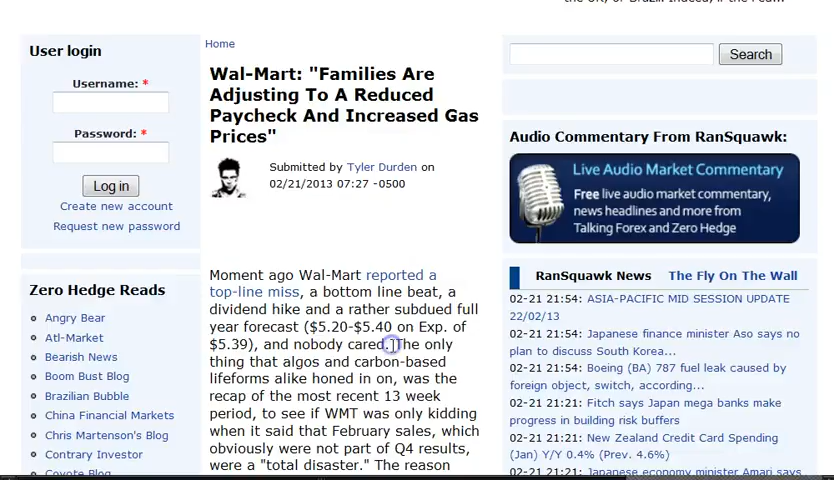 User login
Username: *
Password: *
Log in
Create new account
Request new password
Zero Hedge Reads
Angry Bear
Atl-Market
Bearish News
Boom Bust Blog
Brazilian Bubble
China Financial Markets
Chris Martenson's Blog
Contrary Investor
Coyote Blog
Home
Wal-Mart: "Families Are
Adjusting To A Reduced
Paycheck And Increased Gas
Prices"
Submitted by Tyler Durden on
02/21/2013 07:27 -0500
Moment ago Wal-Mart reported a
top-line miss, a bottom line beat, a
dividend hike and a rather subdued full
year forecast ($5.20-$5.40 on Exp. of
$5.39), and nobody cared. The only
thing that algos and carbon-based
lifeforms alike honed in on, was the
recap of the most recent 13 week
period, to see if WMT was only kidding
when it said that February sales, which
obviously were not part of Q4 results,
were a "total disaster." The reason
Search
Audio Commentary From RanSquawk:
Live Audio Market Commentary
Free live audio market commentary,
news headlines and more from
Talking Forex and Zero Hedge
RanSquawk News The Fly On The Wall
02-21 21:54: ASIA-PACIFIC MID SESSION UPDATE
22/02/13
02-21 21:54: Japanese finance minister Aso says no
plan to discuss South Korea...
02-21 21:54: Boeing (BA) 787 fuel leak caused by
foreign object, switch, according...
02-21 21:21: Fitch says Japan mega banks make
progress in building risk buffers
02-21 21:21: New Zealand Credit Card Spending
(Jan) Y/Y 0.4% (Prev. 4.6%)
02-21 21:21: Japanese economy minister Amari says